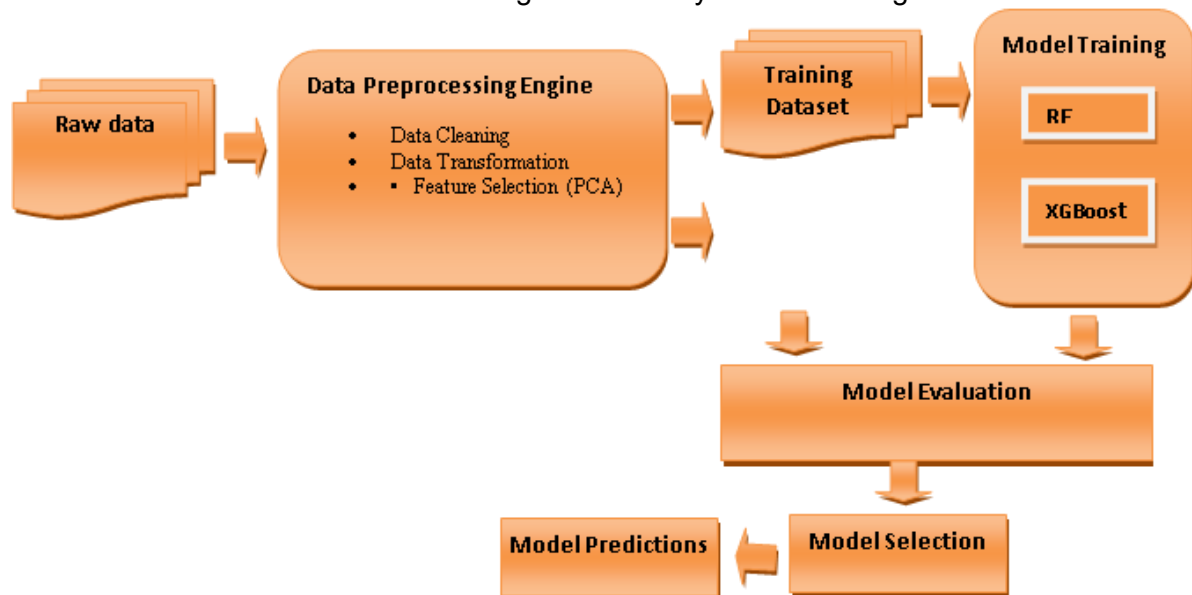 Raw data
Data Preprocessing Engine
• Data Cleaning
• Data Transformation
• ▪ Feature Selection (PCA)
Training
Dataset
Model Training
RF
XGBoost
Model Evaluation
Model Selection
Model Predictions